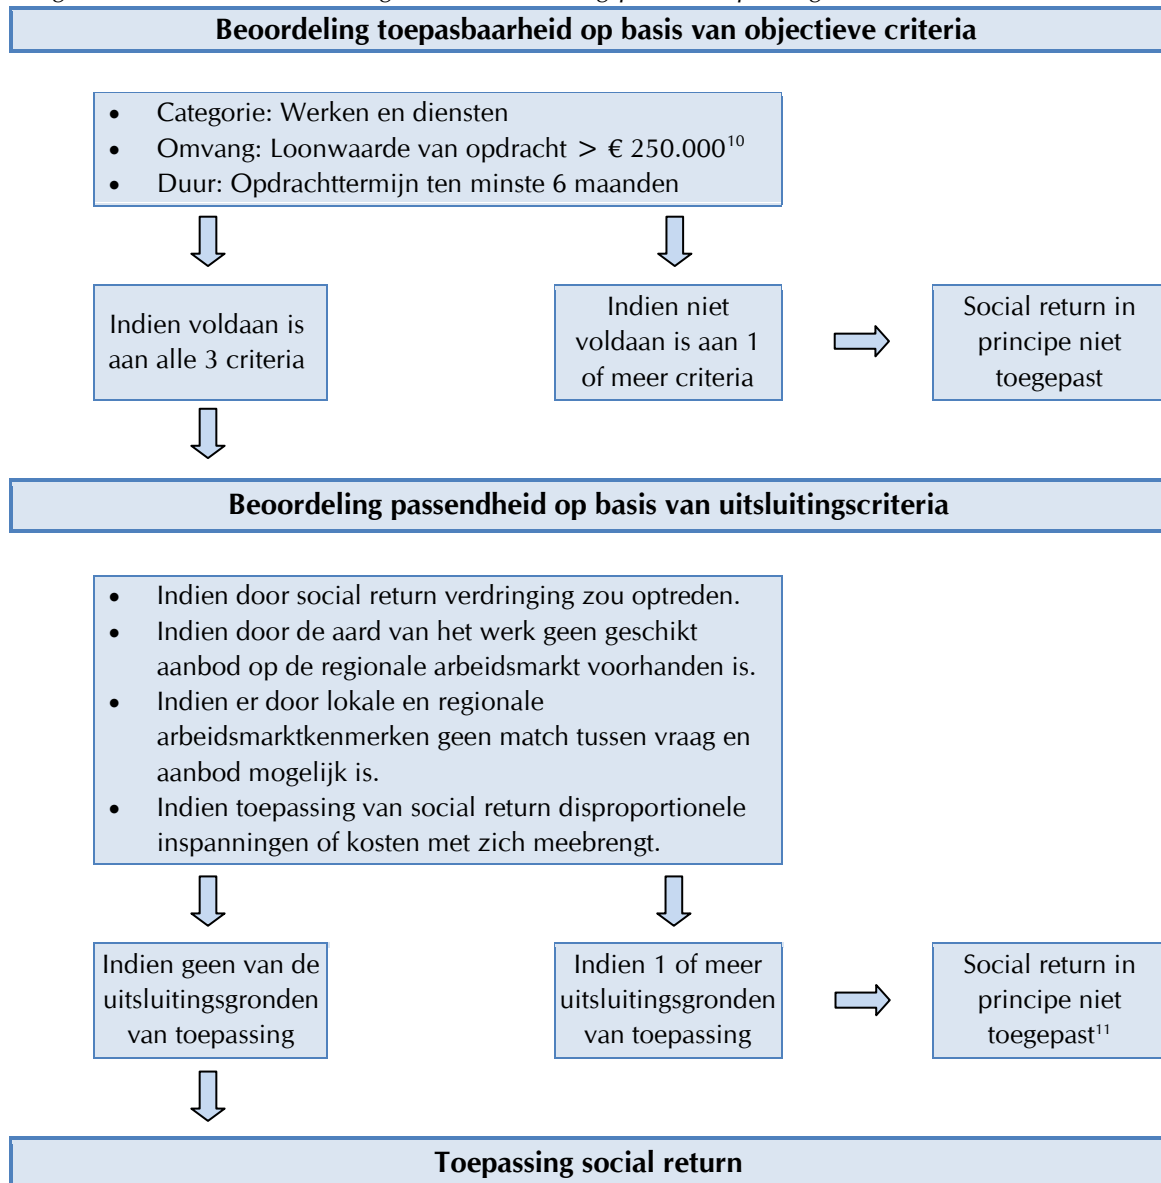 Beoordeling toepasbaarheid op basis van objectieve criteria
• Categorie: Werken en diensten
• Omvang: Loonwaarde van opdracht > € 250.000¹⁰
• Duur: Opdrachttermijn ten minste 6 maanden
Indien voldaan is
aan alle 3 criteria
Indien niet
voldaan is aan 1
of meer criteria
Social return in
principe niet
toegepast
Beoordeling passendheid op basis van uitsluitingscriteria
• Indien door social return verdringing zou optreden.
• Indien door de aard van het werk geen geschikt
aanbod op de regionale arbeidsmarkt voorhanden is.
• Indien er door lokale en regionale
arbeidsmarktkenmerken geen match tussen vraag en
aanbod mogelijk is.
• Indien toepassing van social return disproportionele
inspanningen of kosten met zich meebrengt.
Indien geen van de
uitsluitingsgronden
van toepassing
Indien 1 of meer
uitsluitingsgronden
van toepassing
Social return in
principe niet
toegepast¹¹
Toepassing social return